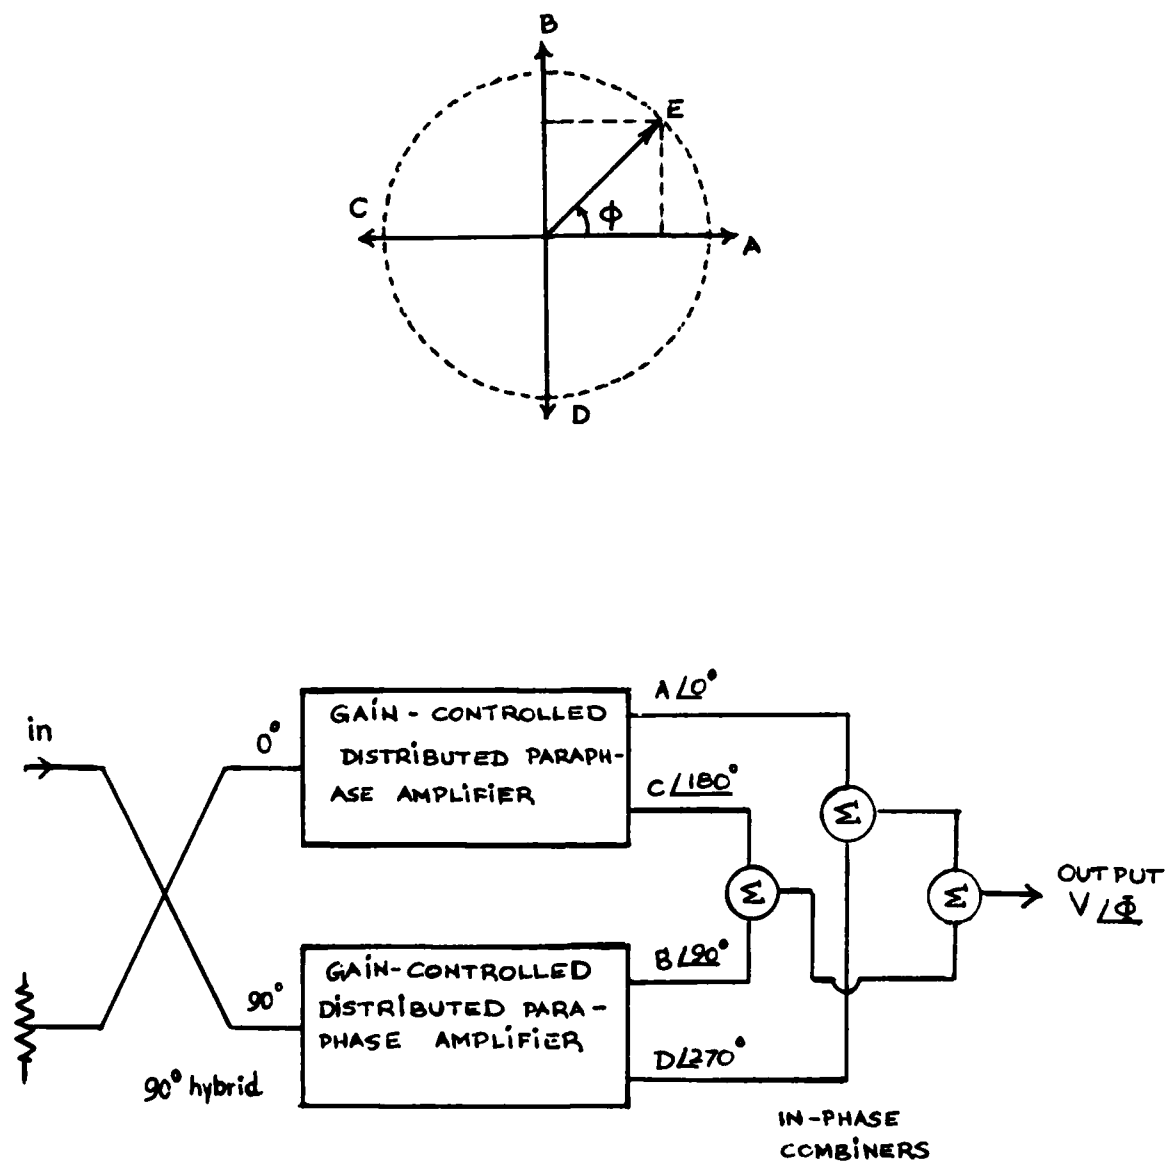 B
E
C
ɸ
A
D
in
0°
GAIN-CONTROLLED
DISTRIBUTED PARAPH-
ASE AMPLIFIER
A∠0°
C∠180°
Σ
Σ
Σ
OUTPUT
V∠Φ
90°
GAIN-CONTROLLED
DISTRIBUTED PARA-
PHASE AMPLIFIER
B∠90°
D∠270°
90° hybrid
IN-PHASE
COMBINERS